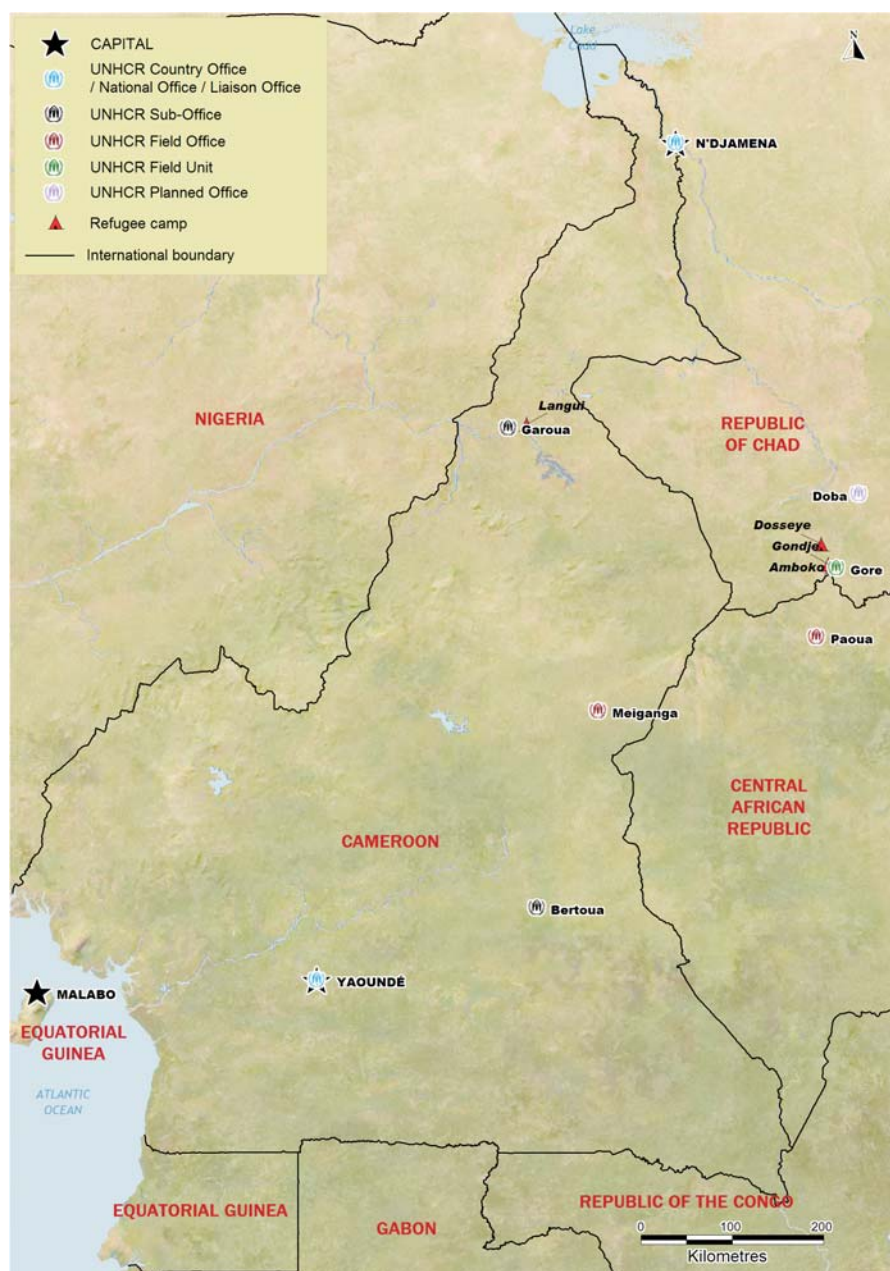 CAPITAL
UNHCR Country Office
/ National Office / Liaison Office
UNHCR Sub-Office
UNHCR Field Office
UNHCR Field Unit
UNHCR Planned Office
Refugee camp
International boundary
Lake
Chad
N
N'DJAMENA
Langui
Garoua
NIGERIA
REPUBLIC
OF CHAD
Doba
Dosseye
Gondje
Amboko
Gore
Paoua
Meiganga
CENTRAL
AFRICAN
REPUBLIC
CAMEROON
Bertoua
YAOUNDÉ
MALABO
EQUATORIAL
GUINEA
ATLANTIC
OCEAN
EQUATORIAL GUINEA
GABON
REPUBLIC OF THE CONGO
0 100 200
Kilometres